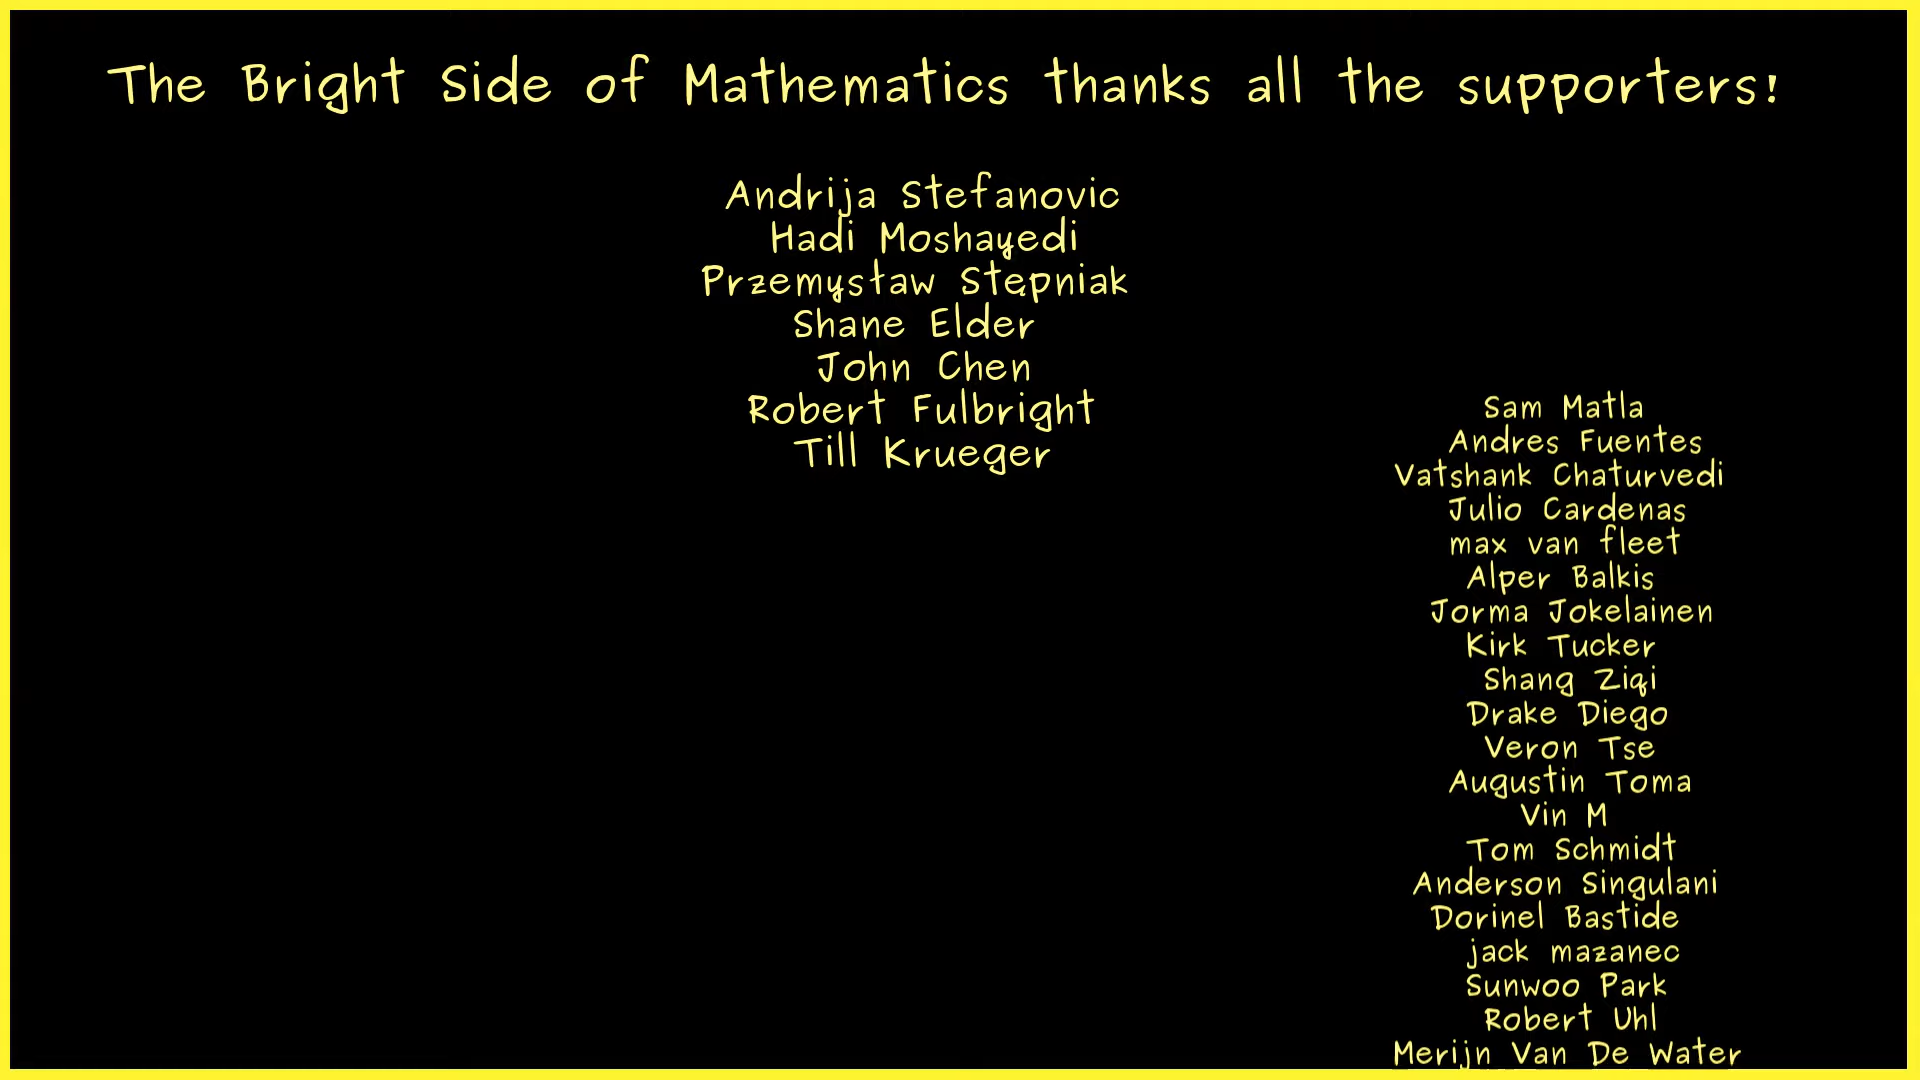 The Bright Side of Mathematics thanks all the supporters!
Andrija Stefanovic
Hadi Moshayedi
Przemysław Stępniak
Shane Elder
John Chen
Robert Fulbright
Till Krueger
Sam Matla
Andres Fuentes
Vatshank Chaturvedi
Julio Cardenas
max van fleet
Alper Balkis
Jorma Jokelainen
Kirk Tucker
Shang Ziqi
Drake Diego
Veron Tse
Augustin Toma
Vin M
Tom Schmidt
Anderson Singulani
Dorinel Bastide
jack mazanec
Sunwoo Park
Robert Uhl
Merijn Van De Water